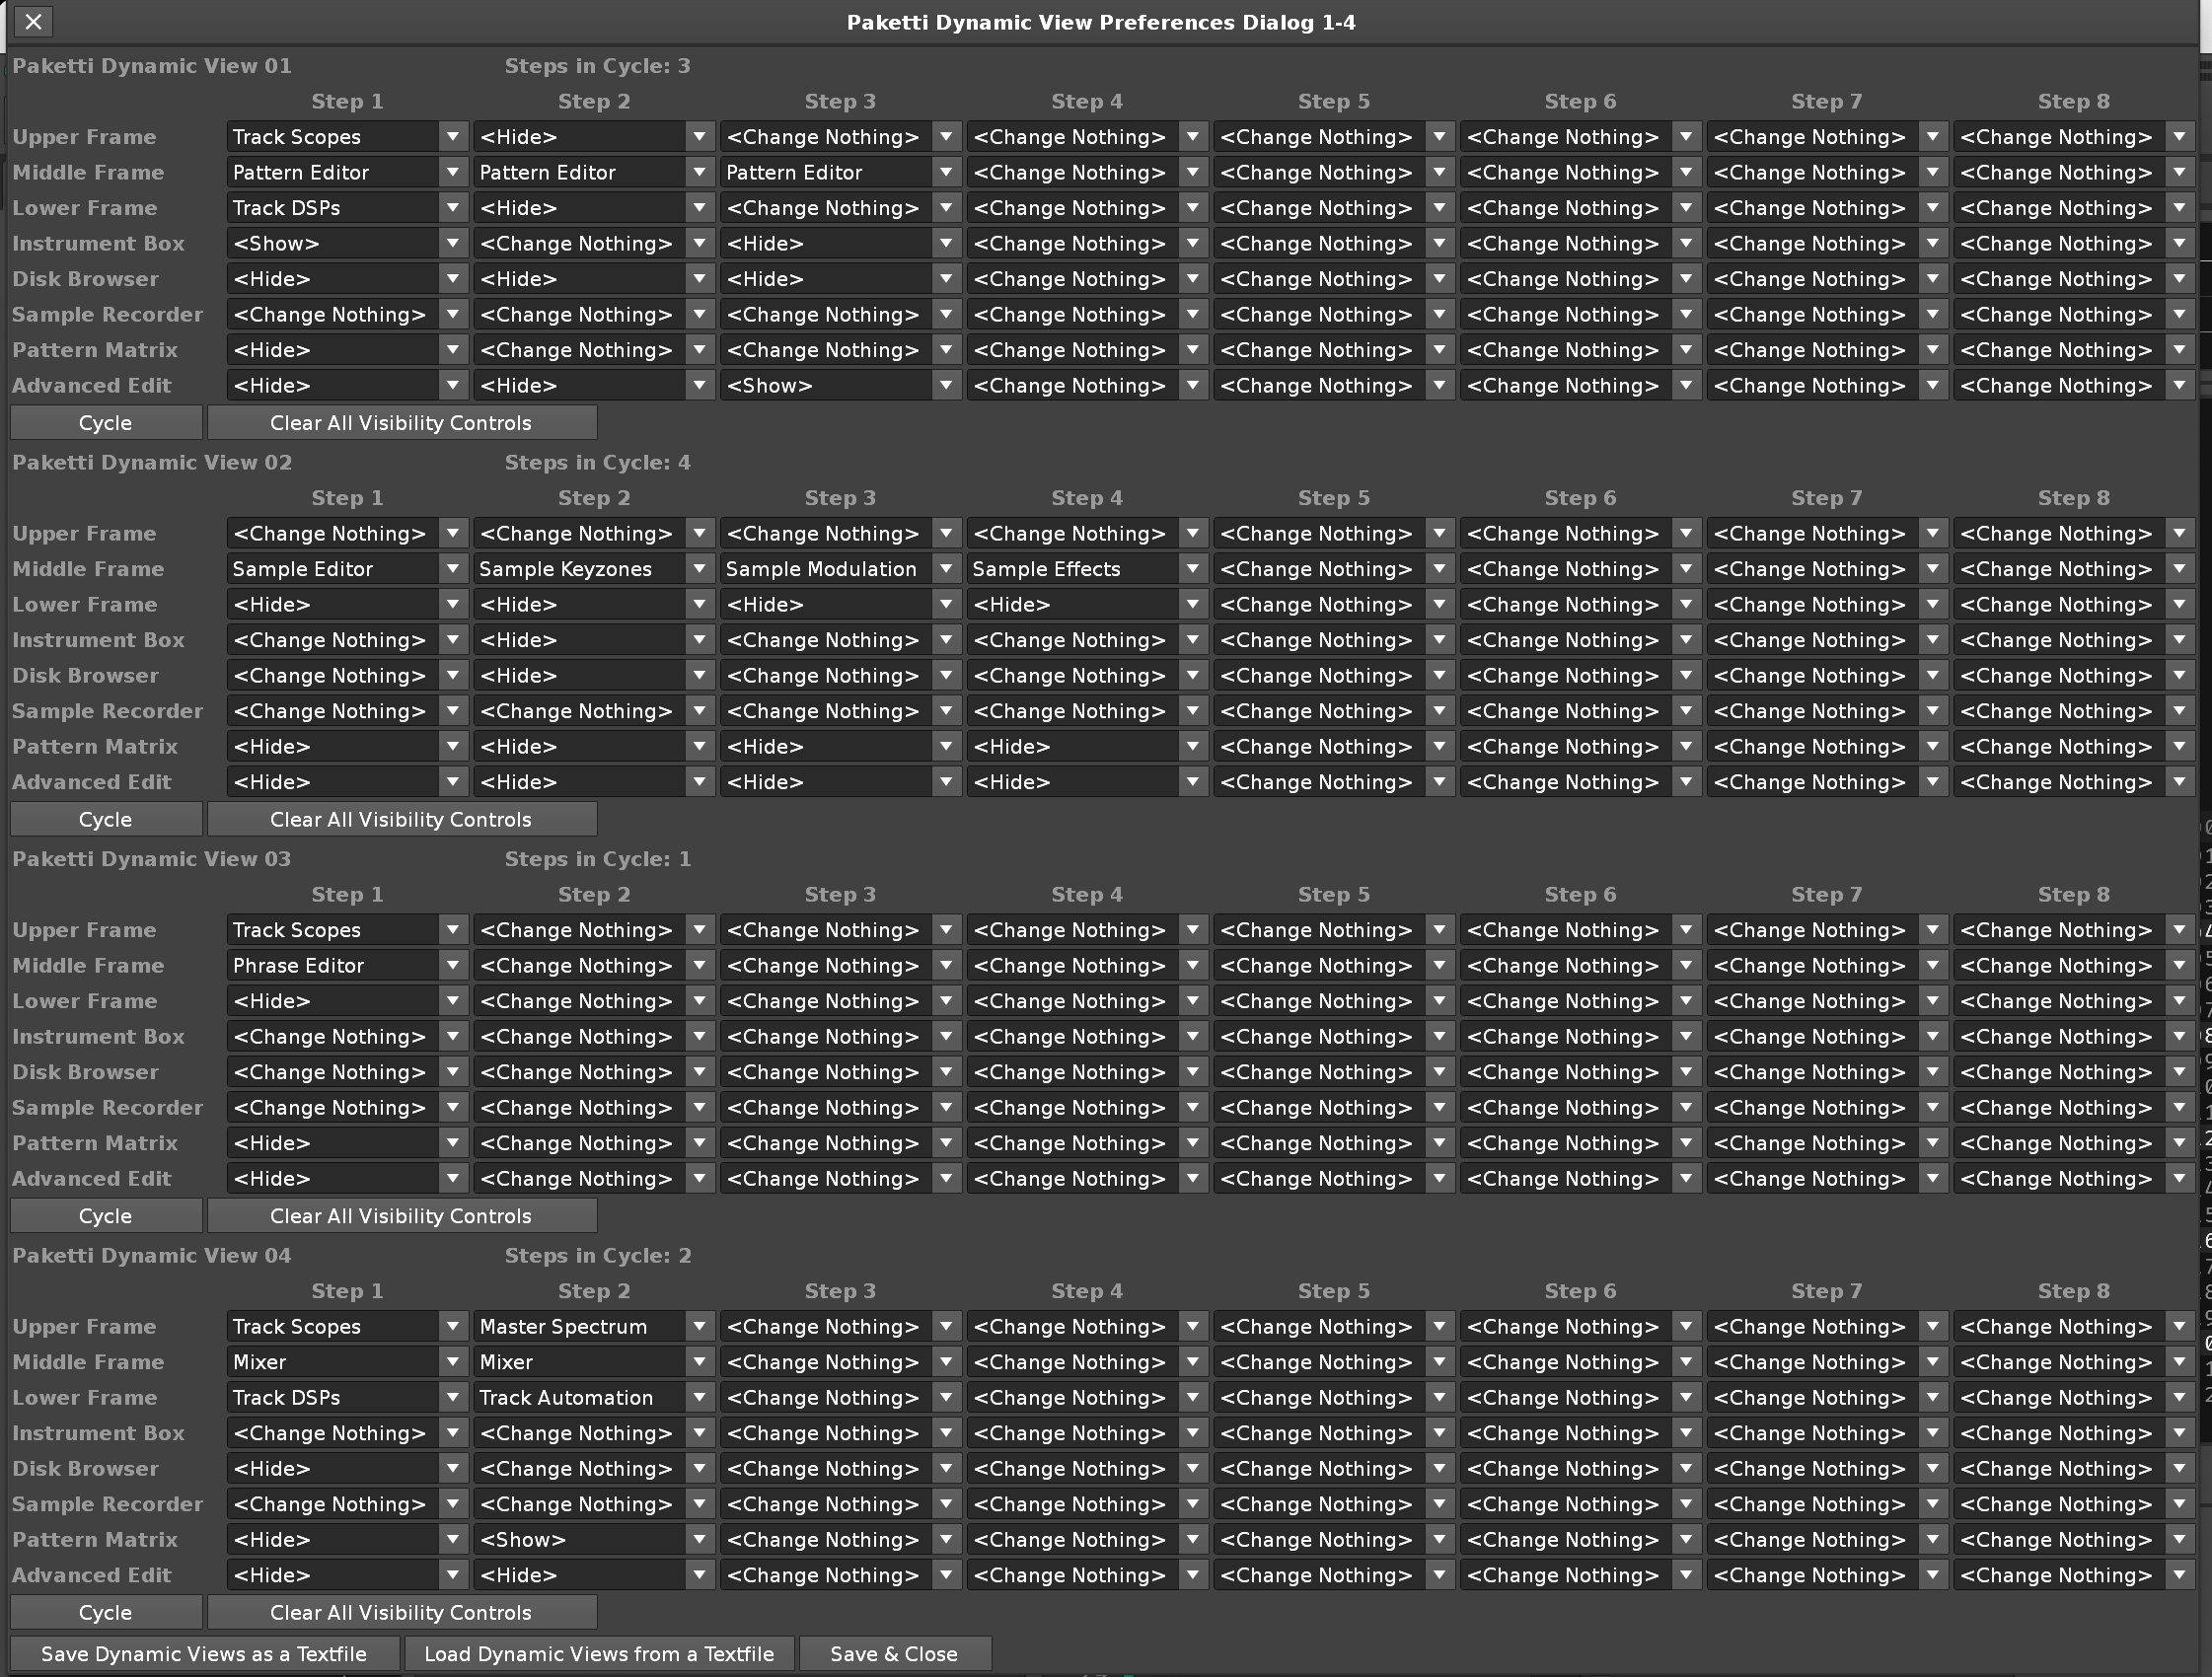 Paketti Dynamic View Preferences Dialog 1-4
Paketti Dynamic View 01 Steps in Cycle: 3
Step 1 Step 2 Step 3 Step 4 Step 5 Step 6 Step 7 Step 8
Upper Frame Track Scopes <Hide> <Change Nothing> <Change Nothing> <Change Nothing> <Change Nothing> <Change Nothing> <Change Nothing>
Middle Frame Pattern Editor Pattern Editor Pattern Editor <Change Nothing> <Change Nothing> <Change Nothing> <Change Nothing> <Change Nothing>
Lower Frame Track DSPs <Hide> <Change Nothing> <Change Nothing> <Change Nothing> <Change Nothing> <Change Nothing> <Change Nothing>
Instrument Box <Show> <Change Nothing> <Hide> <Change Nothing> <Change Nothing> <Change Nothing> <Change Nothing> <Change Nothing>
Disk Browser <Hide> <Hide> <Hide> <Change Nothing> <Change Nothing> <Change Nothing> <Change Nothing> <Change Nothing>
Sample Recorder <Change Nothing> <Change Nothing> <Change Nothing> <Change Nothing> <Change Nothing> <Change Nothing> <Change Nothing> <Change Nothing>
Pattern Matrix <Hide> <Change Nothing> <Change Nothing> <Change Nothing> <Change Nothing> <Change Nothing> <Change Nothing> <Change Nothing>
Advanced Edit <Hide> <Hide> <Show> <Change Nothing> <Change Nothing> <Change Nothing> <Change Nothing> <Change Nothing>
Cycle Clear All Visibility Controls
Paketti Dynamic View 02 Steps in Cycle: 4
Step 1 Step 2 Step 3 Step 4 Step 5 Step 6 Step 7 Step 8
Upper Frame <Change Nothing> <Change Nothing> <Change Nothing> <Change Nothing> <Change Nothing> <Change Nothing> <Change Nothing> <Change Nothing>
Middle Frame Sample Editor Sample Keyzones Sample Modulation Sample Effects <Change Nothing> <Change Nothing> <Change Nothing> <Change Nothing>
Lower Frame <Hide> <Hide> <Hide> <Hide> <Change Nothing> <Change Nothing> <Change Nothing> <Change Nothing>
Instrument Box <Change Nothing> <Hide> <Change Nothing> <Change Nothing> <Change Nothing> <Change Nothing> <Change Nothing> <Change Nothing>
Disk Browser <Change Nothing> <Hide> <Change Nothing> <Change Nothing> <Change Nothing> <Change Nothing> <Change Nothing> <Change Nothing>
Sample Recorder <Change Nothing> <Change Nothing> <Change Nothing> <Change Nothing> <Change Nothing> <Change Nothing> <Change Nothing> <Change Nothing>
Pattern Matrix <Hide> <Hide> <Hide> <Hide> <Change Nothing> <Change Nothing> <Change Nothing> <Change Nothing>
Advanced Edit <Hide> <Hide> <Hide> <Hide> <Change Nothing> <Change Nothing> <Change Nothing> <Change Nothing>
Cycle Clear All Visibility Controls
Paketti Dynamic View 03 Steps in Cycle: 1
Step 1 Step 2 Step 3 Step 4 Step 5 Step 6 Step 7 Step 8
Upper Frame Track Scopes <Change Nothing> <Change Nothing> <Change Nothing> <Change Nothing> <Change Nothing> <Change Nothing> <Change Nothing>
Middle Frame Phrase Editor <Change Nothing> <Change Nothing> <Change Nothing> <Change Nothing> <Change Nothing> <Change Nothing> <Change Nothing>
Lower Frame <Hide> <Change Nothing> <Change Nothing> <Change Nothing> <Change Nothing> <Change Nothing> <Change Nothing> <Change Nothing>
Instrument Box <Change Nothing> <Change Nothing> <Change Nothing> <Change Nothing> <Change Nothing> <Change Nothing> <Change Nothing> <Change Nothing>
Disk Browser <Change Nothing> <Change Nothing> <Change Nothing> <Change Nothing> <Change Nothing> <Change Nothing> <Change Nothing> <Change Nothing>
Sample Recorder <Change Nothing> <Change Nothing> <Change Nothing> <Change Nothing> <Change Nothing> <Change Nothing> <Change Nothing> <Change Nothing>
Pattern Matrix <Hide> <Change Nothing> <Change Nothing> <Change Nothing> <Change Nothing> <Change Nothing> <Change Nothing> <Change Nothing>
Advanced Edit <Hide> <Change Nothing> <Change Nothing> <Change Nothing> <Change Nothing> <Change Nothing> <Change Nothing> <Change Nothing>
Cycle Clear All Visibility Controls
Paketti Dynamic View 04 Steps in Cycle: 2
Step 1 Step 2 Step 3 Step 4 Step 5 Step 6 Step 7 Step 8
Upper Frame Track Scopes Master Spectrum <Change Nothing> <Change Nothing> <Change Nothing> <Change Nothing> <Change Nothing> <Change Nothing>
Middle Frame Mixer Mixer <Change Nothing> <Change Nothing> <Change Nothing> <Change Nothing> <Change Nothing> <Change Nothing>
Lower Frame Track DSPs Track Automation <Change Nothing> <Change Nothing> <Change Nothing> <Change Nothing> <Change Nothing> <Change Nothing>
Instrument Box <Change Nothing> <Change Nothing> <Change Nothing> <Change Nothing> <Change Nothing> <Change Nothing> <Change Nothing> <Change Nothing>
Disk Browser <Hide> <Change Nothing> <Change Nothing> <Change Nothing> <Change Nothing> <Change Nothing> <Change Nothing> <Change Nothing>
Sample Recorder <Change Nothing> <Change Nothing> <Change Nothing> <Change Nothing> <Change Nothing> <Change Nothing> <Change Nothing> <Change Nothing>
Pattern Matrix <Hide> <Show> <Change Nothing> <Change Nothing> <Change Nothing> <Change Nothing> <Change Nothing> <Change Nothing>
Advanced Edit <Hide> <Hide> <Change Nothing> <Change Nothing> <Change Nothing> <Change Nothing> <Change Nothing> <Change Nothing>
Cycle Clear All Visibility Controls
Save Dynamic Views as a Textfile Load Dynamic Views from a Textfile Save & Close